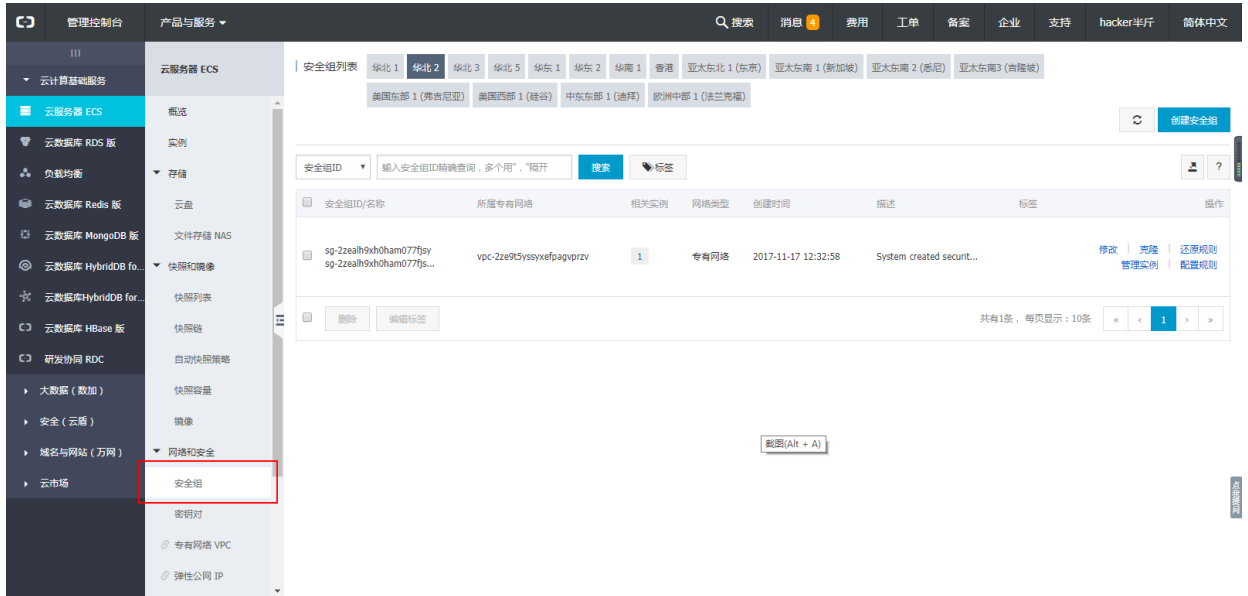 管理控制台 产品与服务 搜索 消息 4 费用 工单 备案 企业 支持 hacker半斤 简体中文
云计算基础服务
云服务器 ECS
云数据库 RDS 版
负载均衡
云数据库 Redis 版
云数据库 MongoDB 版
云数据库 HybridDB fo...
云数据库HybridDB for...
云数据库 HBase 版
研发协同 RDC
大数据（数加）
安全（云盾）
域名与网站（万网）
云市场
云服务器 ECS
概览
实例
存储
云盘
文件存储 NAS
快照和镜像
快照列表
快照链
自动快照策略
快照容量
镜像
网络和安全
安全组
密钥对
专有网络 VPC
弹性公网 IP
安全组列表 华北 1 华北 2 华北 3 华北 5 华东 1 华东 2 华南 1 香港 亚太东北 1 (东京) 亚太东南 1 (新加坡) 亚太东南 2 (悉尼) 亚太东南3 (吉隆坡)
美国东部 1 (弗吉尼亚) 美国西部 1 (硅谷) 中东东部 1 (迪拜) 欧洲中部 1 (法兰克福)
创建安全组
安全组ID 输入安全组ID精确查询，多个用","隔开 搜索 标签 ?
安全组ID/名称 所属专有网络 相关实例 网络类型 创建时间 描述 标签 操作
sg-2zealh9xh0ham077fjsy
sg-2zealh9xh0ham077fjs...
vpc-2ze9t5yssyxefpagvprzv 1 专有网络 2017-11-17 12:32:58 System created securit...
修改 克隆 还原规则
管理实例 配置规则
删除 编辑标签 共有1条，每页显示：10条 « ‹ 1 › »
截图(Alt + A)
点我提问